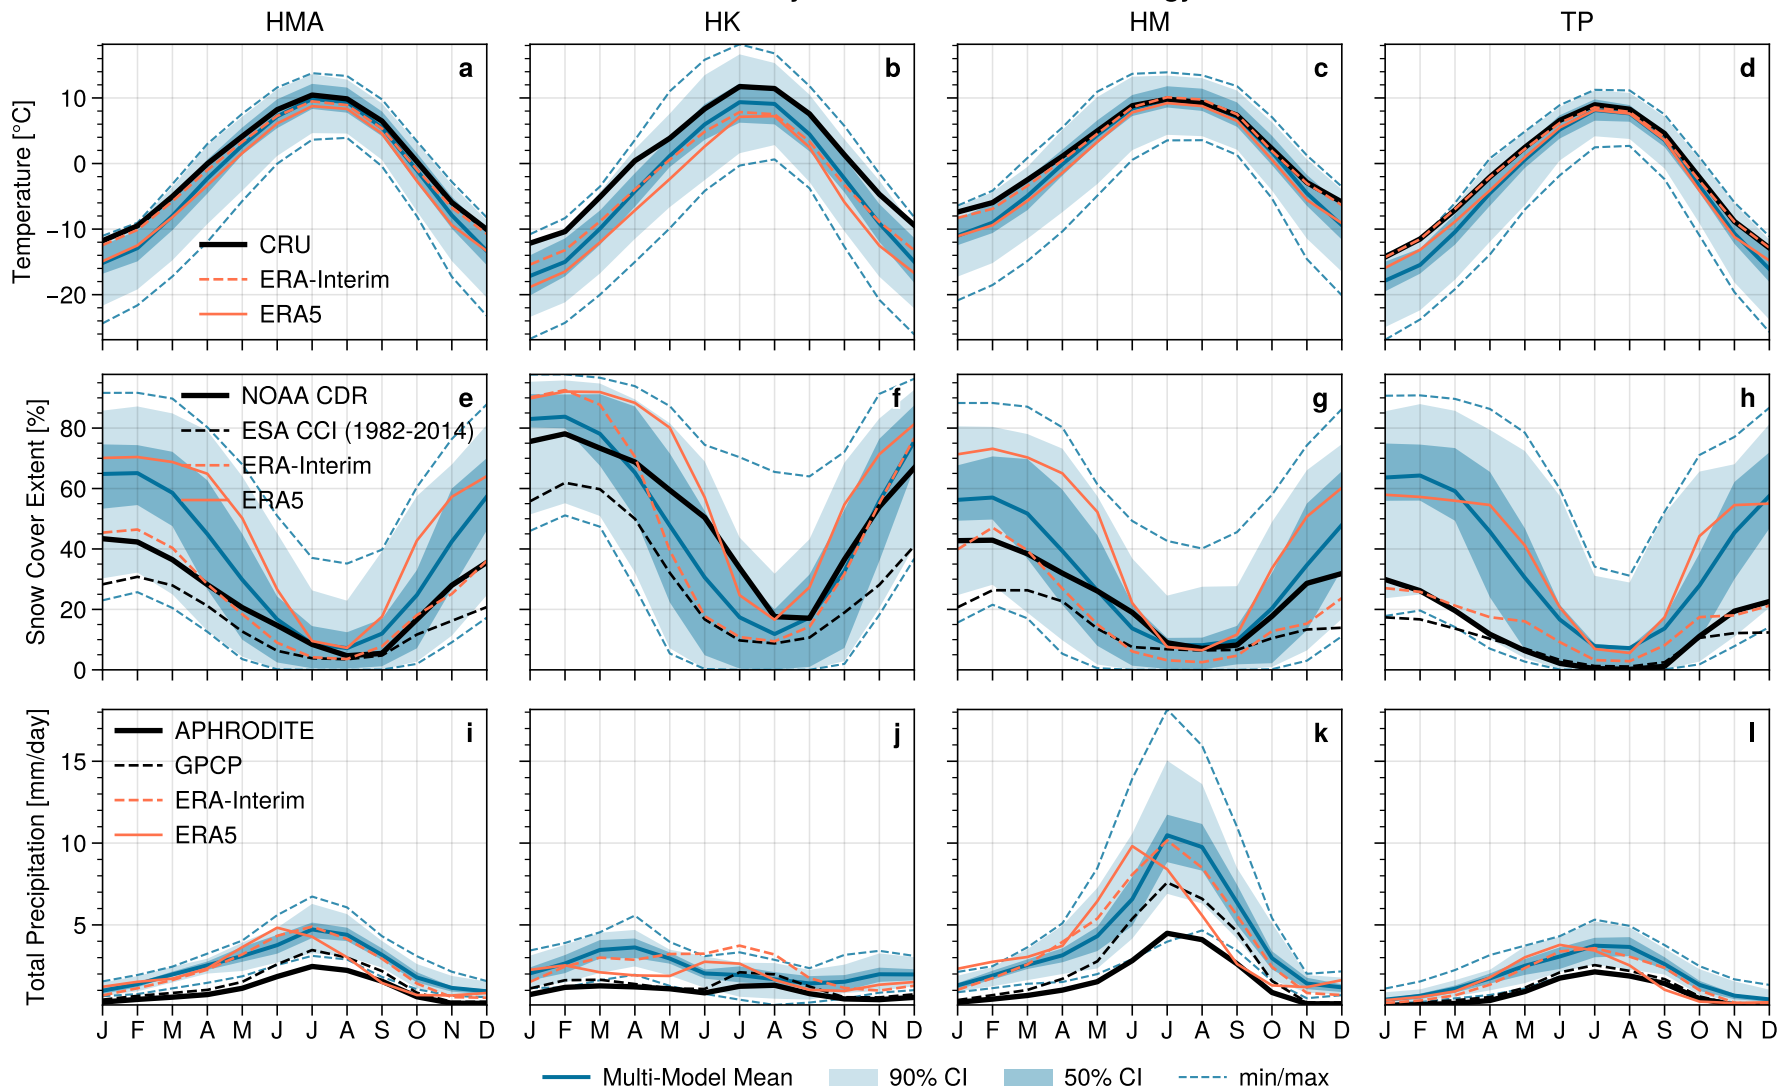 HMA
HK
HM
TP
Temperature [°C]
10
0
−10
−20
a
CRU
ERA-Interim
ERA5
b
c
d
Snow Cover Extent [%]
80
60
40
20
0
e
NOAA CDR
ESA CCI (1982-2014)
ERA-Interim
ERA5
f
g
h
Total Precipitation [mm/day]
15
10
5
i
APHRODITE
GPCP
ERA-Interim
ERA5
j
k
l
J F M A M J J A S O N D
J F M A M J J A S O N D
J F M A M J J A S O N D
J F M A M J J A S O N D
Multi-Model Mean
90% CI
50% CI
min/max